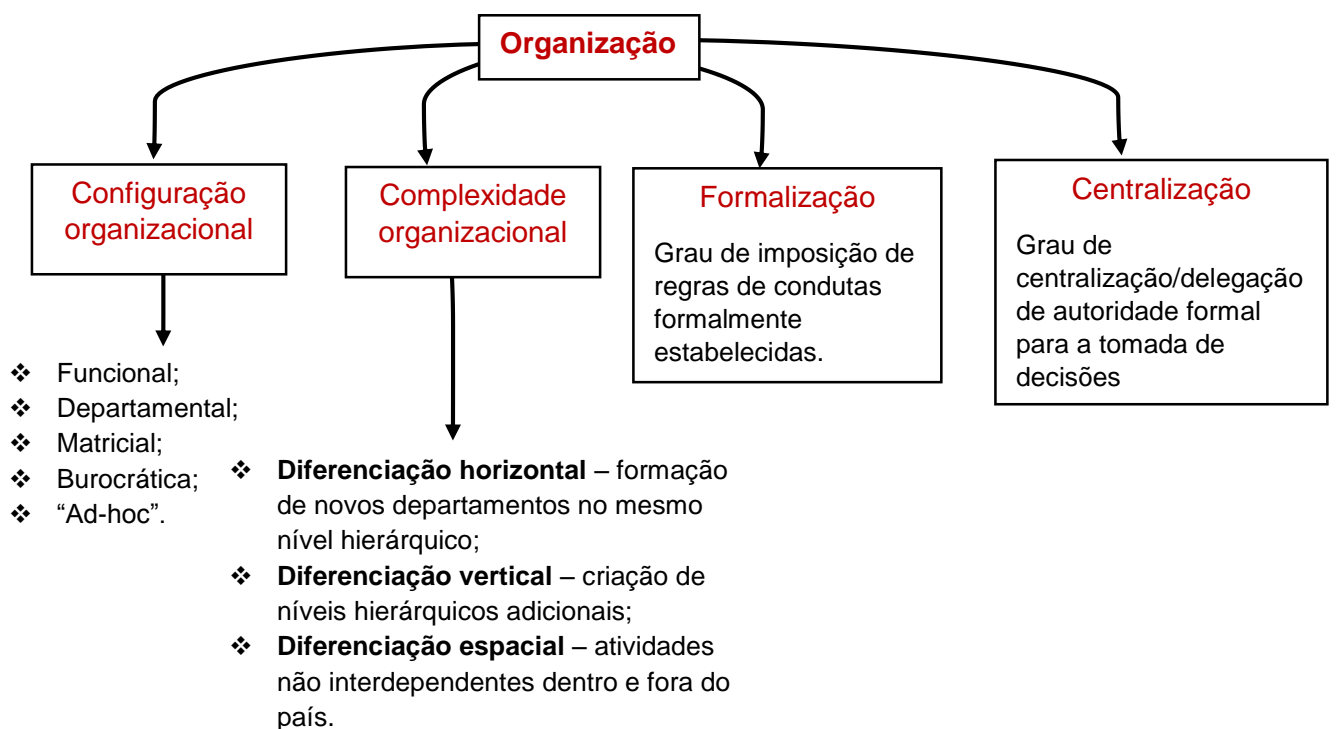 Organização
Configuração
organizacional
Complexidade
organizacional
Formalização
Grau de imposição de
regras de condutas
formalmente
estabelecidas.
Centralização
Grau de
centralização/delegação
de autoridade formal
para a tomada de
decisões
❖ Funcional;
❖ Departamental;
❖ Matricial;
❖ Burocrática;
❖ “Ad-hoc”.
❖ Diferenciação horizontal – formação
de novos departamentos no mesmo
nível hierárquico;
❖ Diferenciação vertical – criação de
níveis hierárquicos adicionais;
❖ Diferenciação espacial – atividades
não interdependentes dentro e fora do
país.